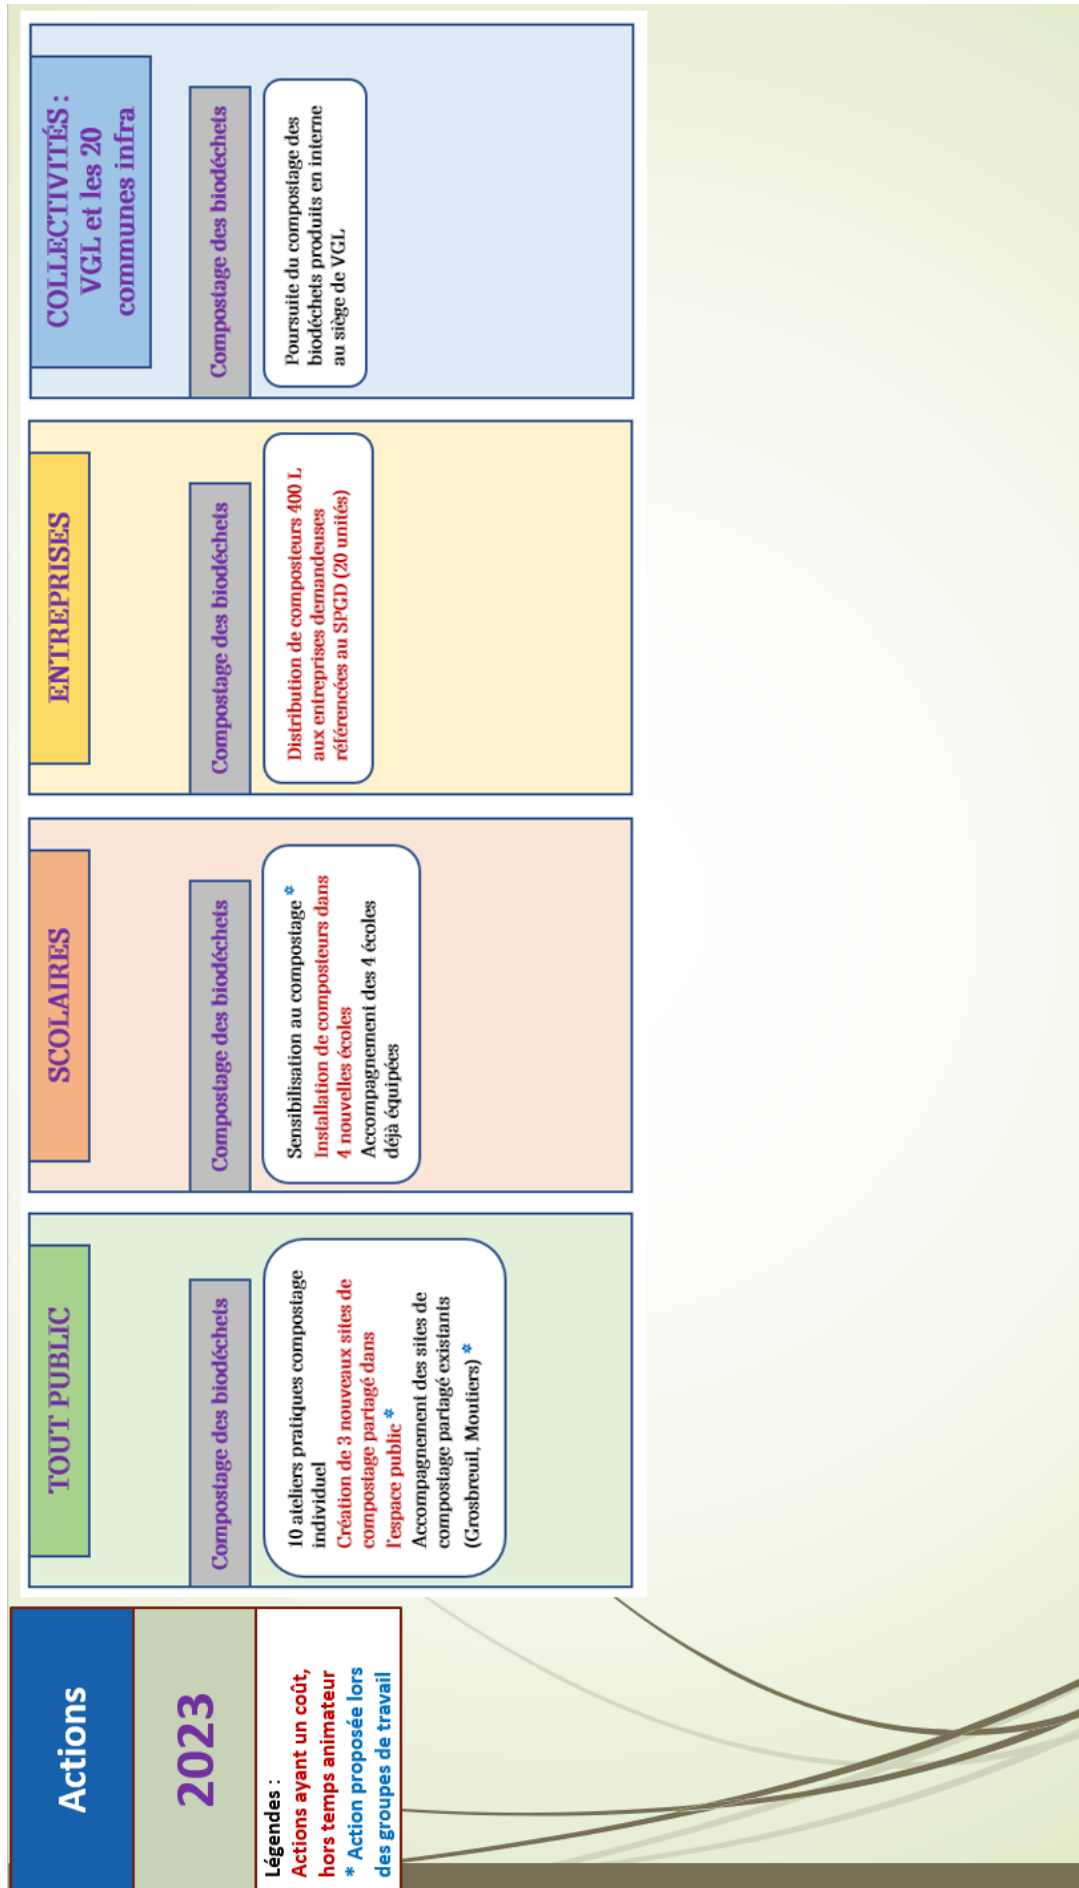 Actions
2023
Légendes :
Actions ayant un coût,
hors temps animateur
* Action proposée lors
des groupes de travail
TOUT PUBLIC
Compostage des biodéchets
10 ateliers pratiques compostage
individuel
Création de 3 nouveaux sites de
compostage partagé dans
l'espace public *
Accompagnement des sites de
compostage partagé existants
(Grosbreuil, Moutiers) *
SCOLAIRES
Compostage des biodéchets
Sensibilisation au compostage *
Installation de composteurs dans
4 nouvelles écoles
Accompagnement des 4 écoles
déjà équipées
ENTREPRISES
Compostage des biodéchets
Distribution de composteurs 400 L
aux entreprises demandeuses
référencées au SPGD (20 unités)
COLLECTIVITÉS :
VGL et les 20
communes infra
Compostage des biodéchets
Poursuite du compostage des
biodéchets produits en interne
au siège de VGL